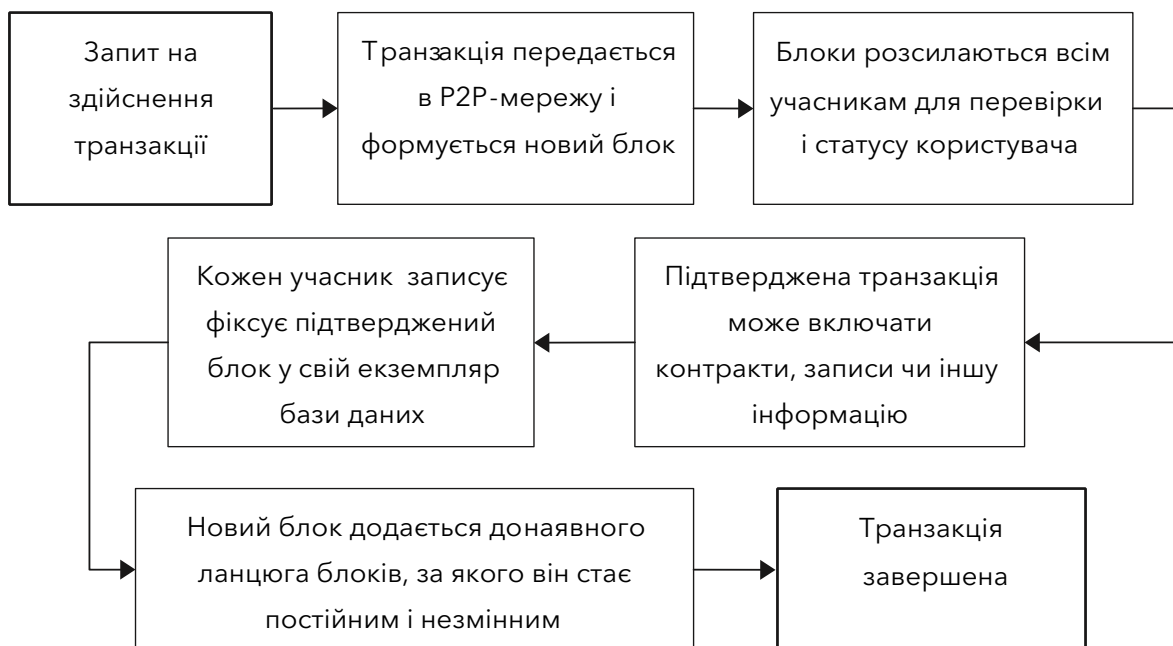 Запит на
здійснення
транзакції
Транзакція передається
в P2P-мережу і
формується новий блок
Блоки розсилаються всім
учасникам для перевірки
і статусу користувача
Підтверджена транзакція
може включати
контракти, записи чи іншу
інформацію
Кожен учасник записує
фіксує підтверджений
блок у свій екземпляр
бази даних
Новий блок додається донаявного
ланцюга блоків, за якого він стає
постійним і незмінним
Транзакція
завершена